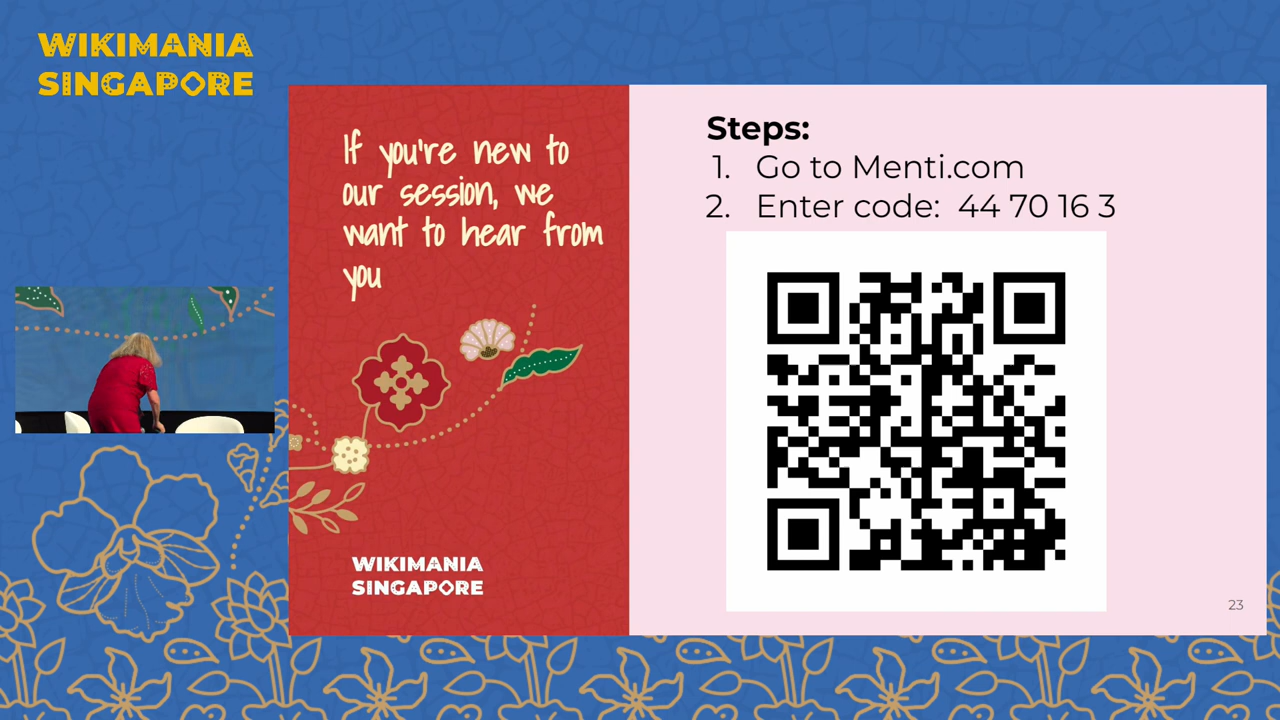 WIKIMANIA
SINGAPORE
If you're new to
our session, we
want to hear from
you
WIKIMANIA
SINGAPORE
Steps:
1. Go to Menti.com
2. Enter code: 44 70 16 3
23